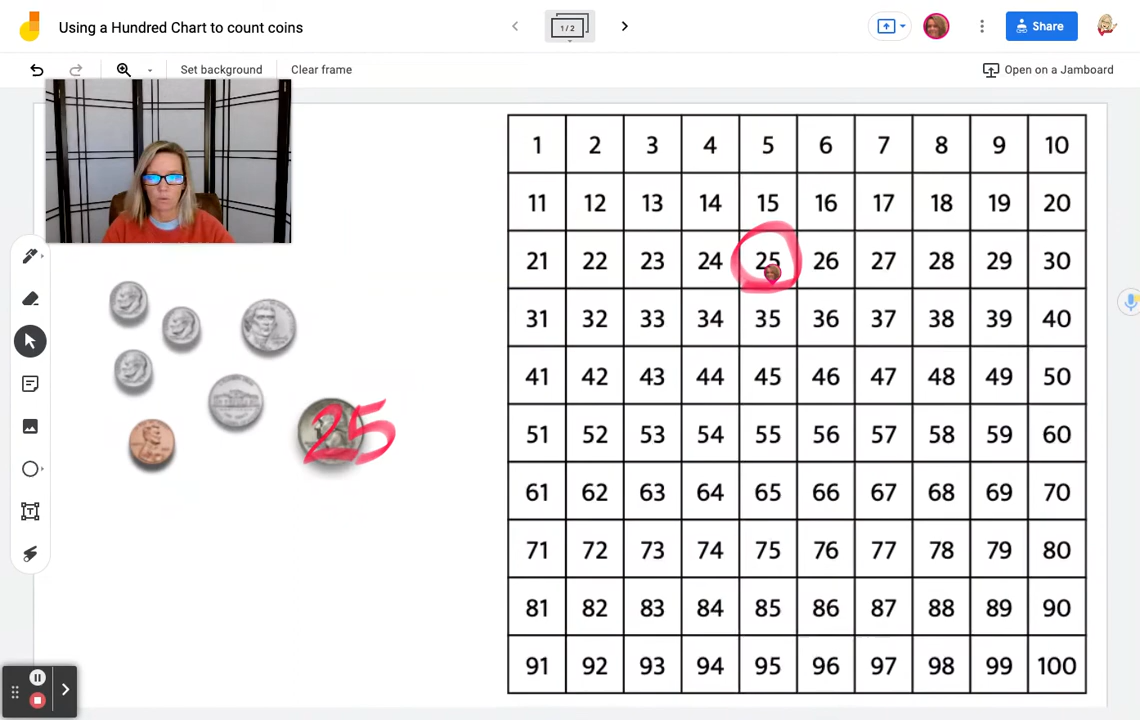 Using a Hundred Chart to count coins
1 / 2
Share
Set background
Clear frame
Open on a Jamboard
1 2 3 4 5 6 7 8 9 10
11 12 13 14 15 16 17 18 19 20
21 22 23 24 25 26 27 28 29 30
31 32 33 34 35 36 37 38 39 40
41 42 43 44 45 46 47 48 49 50
51 52 53 54 55 56 57 58 59 60
61 62 63 64 65 66 67 68 69 70
71 72 73 74 75 76 77 78 79 80
81 82 83 84 85 86 87 88 89 90
91 92 93 94 95 96 97 98 99 100
25
T